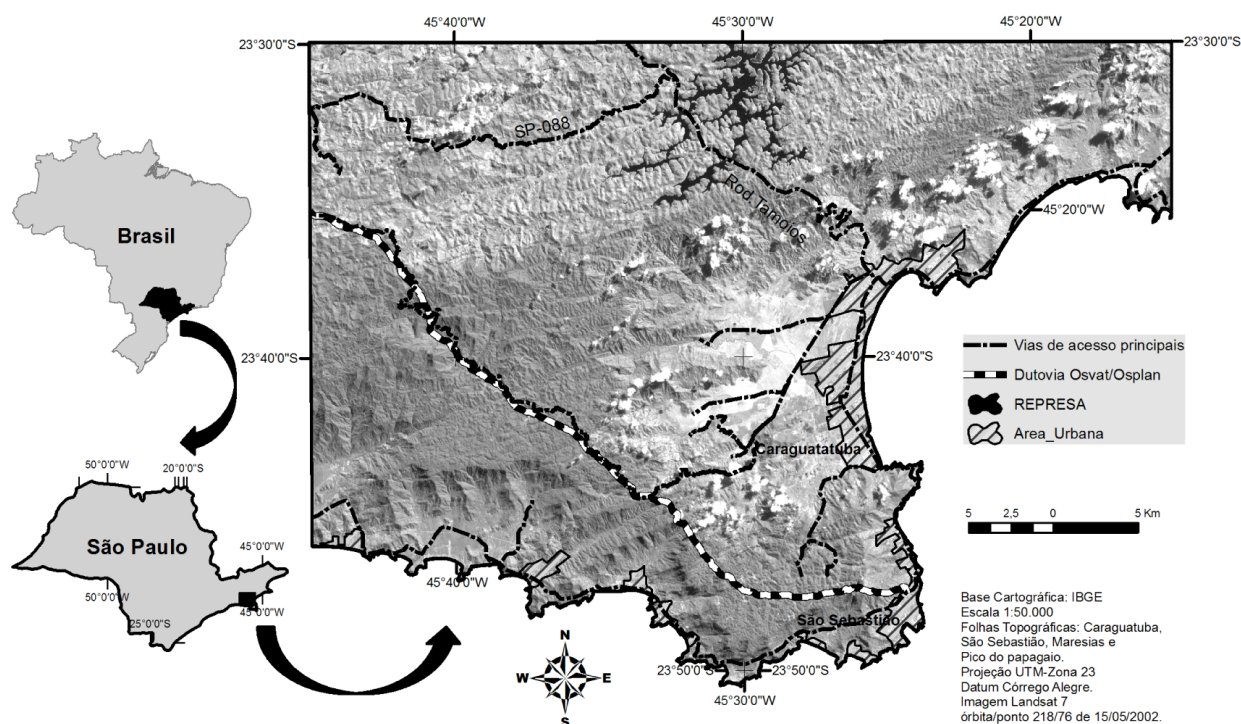 45°40'0"W
45°30'0"W
45°20'0"W
23°30'0"S
23°30'0"S
SP-088
Rod.Tamoios
45°20'0"W
Brasil
23°40'0"S
23°40'0"S
Vias de acesso principais
Dutovia Osvat/Osplan
REPRESA
Area_Urbana
Caraguatatuba
50°0'0"W
20°0'0"S
São Paulo
45°0'0"W
50°0'0"W
45°0'0"W
25°0'0"S
5 2,5 0 5 Km
45°40'0"W
São Sebastião
23°50'0"S
23°50'0"S
45°30'0"W
N
W E
S
Base Cartográfica: IBGE
Escala 1:50.000
Folhas Topográficas: Caraguatuba,
São Sebastião, Maresias e
Pico do papagaio.
Projeção UTM-Zona 23
Datum Córrego Alegre.
Imagem Landsat 7
órbita/ponto 218/76 de 15/05/2002.